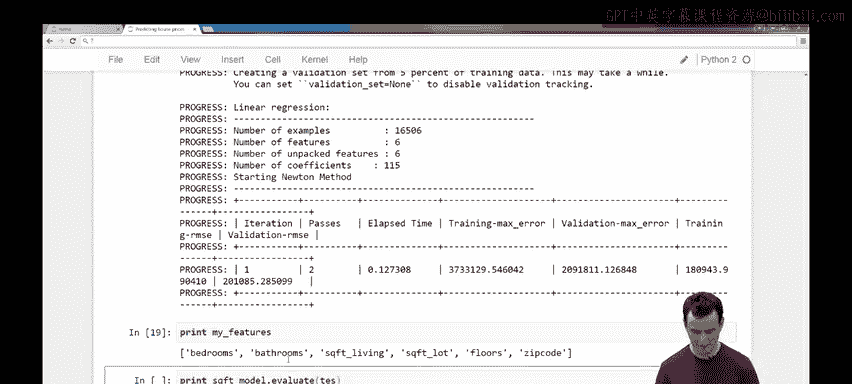 GPT中英字幕课程资源@bilibili.com
home
Predicting house prices
File Edit View Insert Cell Kernel Help
Python 2
PROGRESS: Creating a validation set from 5 percent of training data. This may take a while.
You can set ``validation_set=None`` to disable validation tracking.
PROGRESS: Linear regression:
PROGRESS: --------------------------------------------------------
PROGRESS: Number of examples : 16506
PROGRESS: Number of features : 6
PROGRESS: Number of unpacked features : 6
PROGRESS: Number of coefficients : 115
PROGRESS: Starting Newton Method
PROGRESS: --------------------------------------------------------
PROGRESS: +-----------+----------+--------------+--------------------+----------------------+---------
------+-----------------+
PROGRESS: | Iteration | Passes | Elapsed Time | Training-max_error | Validation-max_error | Trainin
g-rmse | Validation-rmse |
PROGRESS: +-----------+----------+--------------+--------------------+----------------------+---------
------+-----------------+
PROGRESS: | 1 | 2 | 0.127308 | 3733129.546042 | 2091811.126848 | 180943.9
90410 | 201085.285099 |
PROGRESS: +-----------+----------+--------------+--------------------+----------------------+---------
------+-----------------+
In [19]: print my_features
['bedrooms', 'bathrooms', 'sqft_living', 'sqft_lot', 'floors', 'zipcode']
In [ ]: print sqft_model.evaluate(tes)